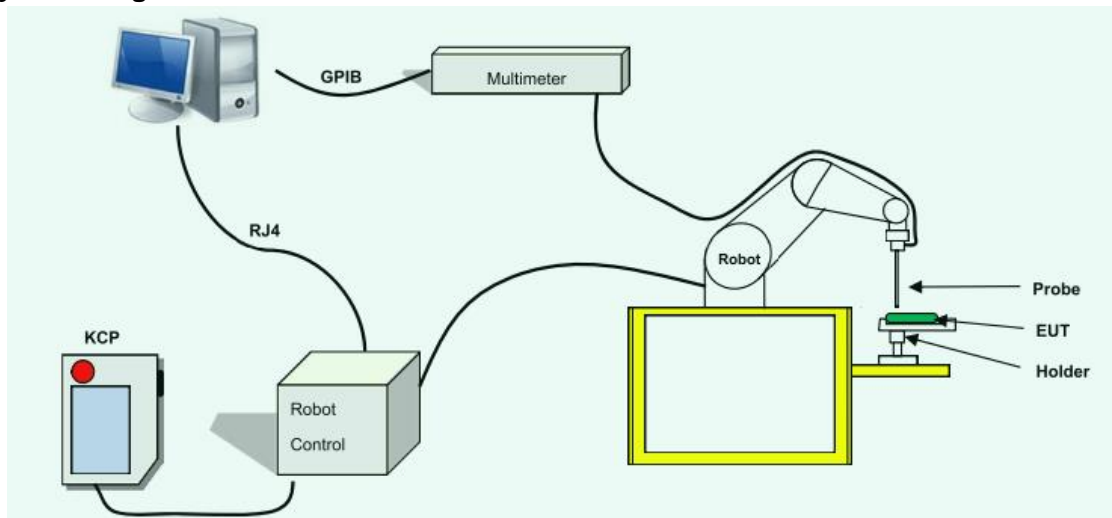 GPIB
Multimeter
RJ4
Robot
Probe
EUT
Holder
KCP
Robot
Control